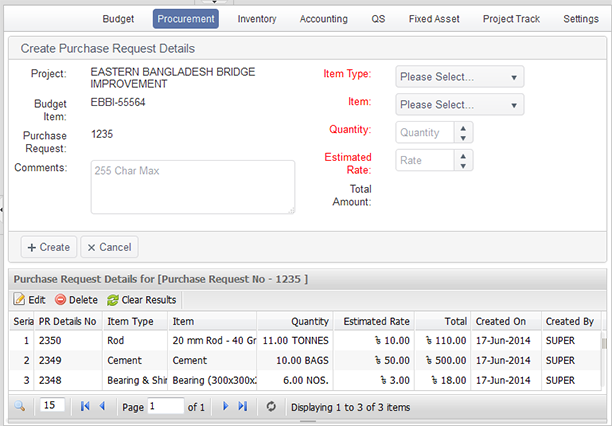 Budget Procurement Inventory Accounting QS Fixed Asset Project Track Settings
Create Purchase Request Details
Project: EASTERN BANGLADESH BRIDGE IMPROVEMENT
Budget Item: EBBI-55564
Purchase Request: 1235
Comments: 255 Char Max
Item Type: Please Select...
Item: Please Select...
Quantity: Quantity
Estimated Rate: Rate
Total Amount:
+ Create × Cancel
Purchase Request Details for [Purchase Request No - 1235 ]
Edit Delete Clear Results
Seria PR Details No Item Type Item Quantity Estimated Rate Total Created On Created By
1 2350 Rod 20 mm Rod - 40 Gr 11.00 TONNES ৳ 10.00 ৳ 110.00 17-Jun-2014 SUPER
2 2349 Cement Cement 10.00 BAGS ৳ 50.00 ৳ 500.00 17-Jun-2014 SUPER
3 2348 Bearing & Shir Bearing (300x300x2 6.00 NOS. ৳ 3.00 ৳ 18.00 17-Jun-2014 SUPER
15 Page 1 of 1 Displaying 1 to 3 of 3 items